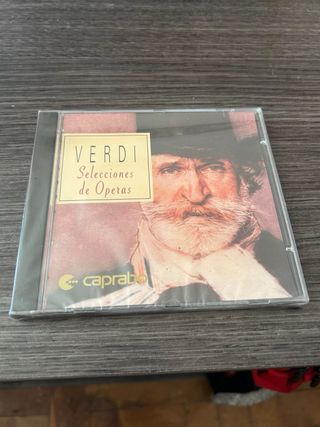 VERDI
Selecciones
de Operas
caprabo